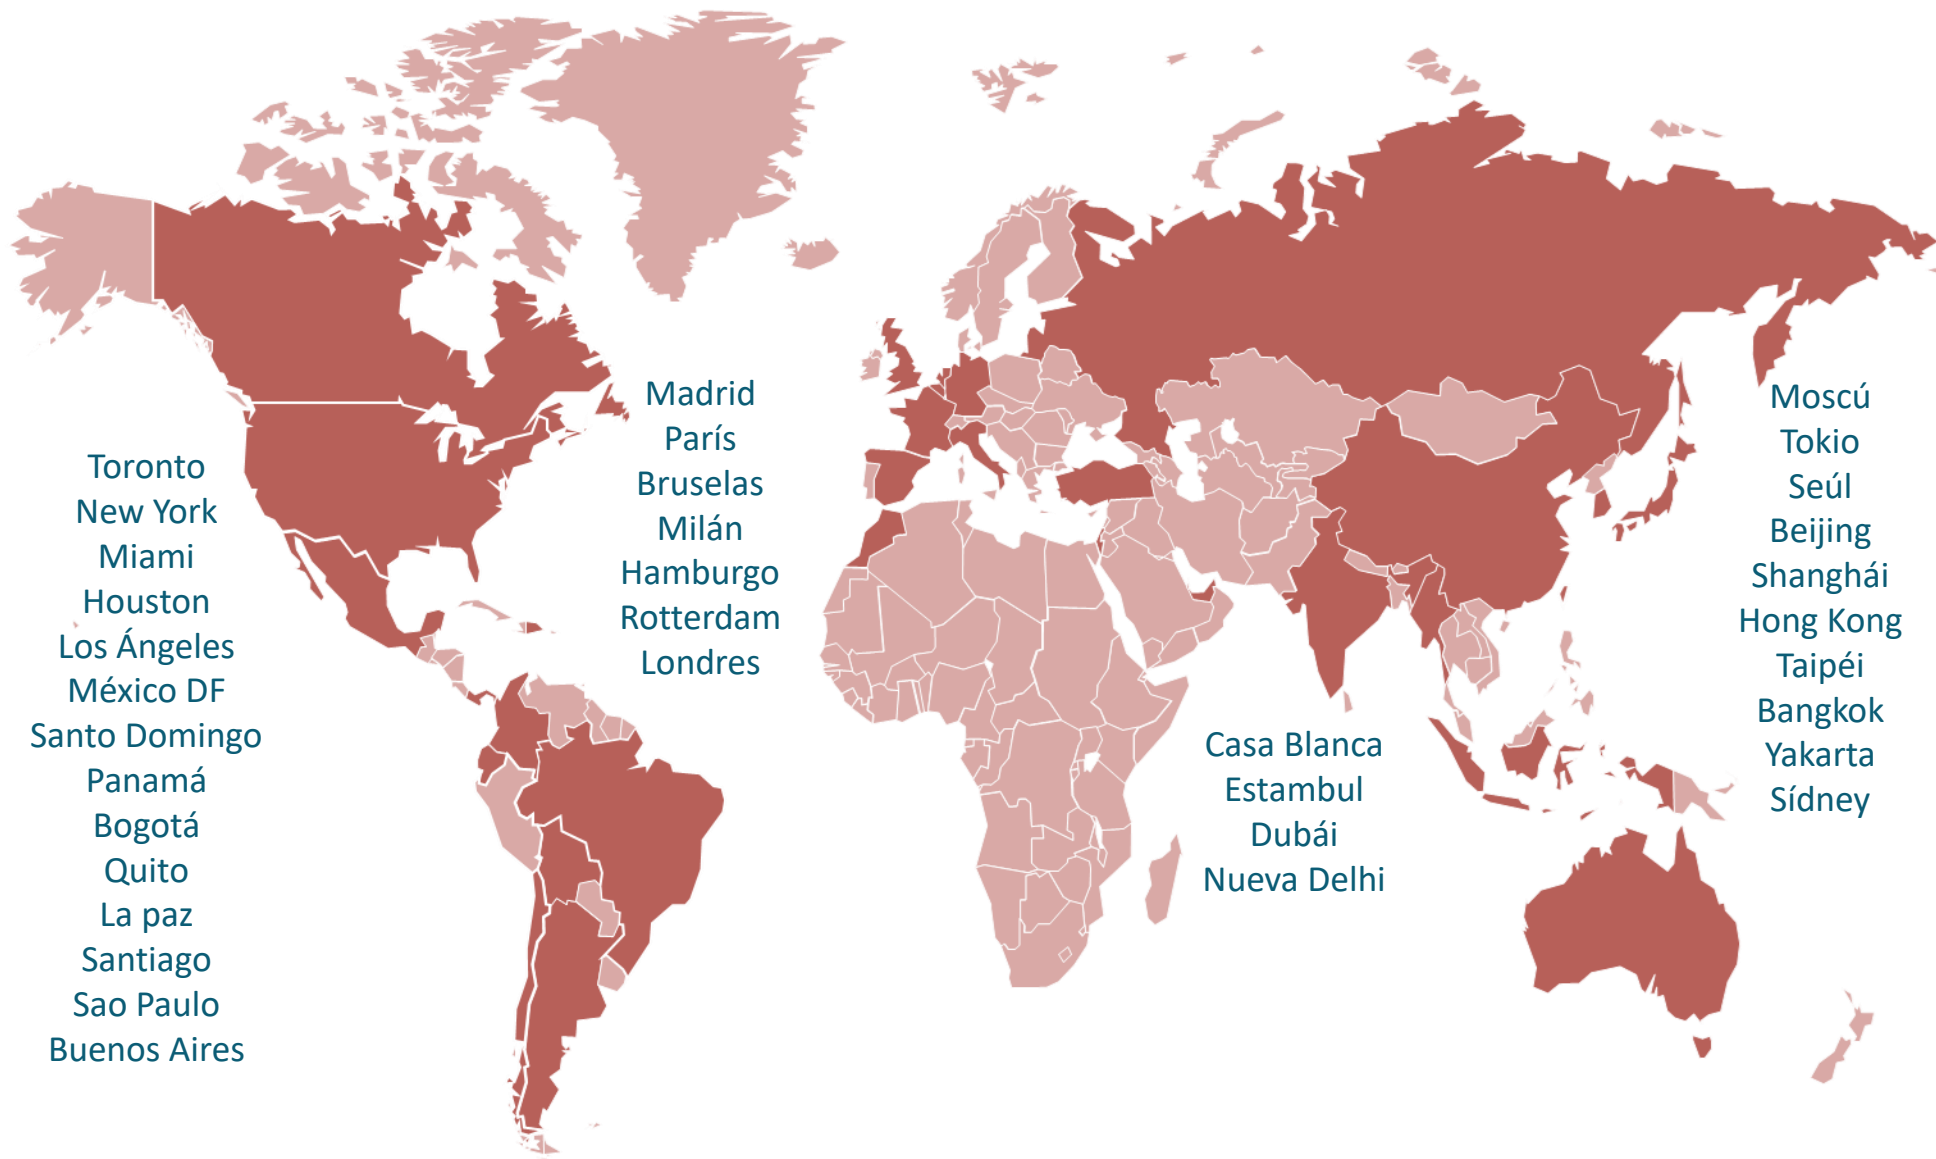 Toronto
New York
Miami
Houston
Los Ángeles
México DF
Santo Domingo
Panamá
Bogotá
Quito
La paz
Santiago
Sao Paulo
Buenos Aires
Madrid
París
Bruselas
Milán
Hamburgo
Rotterdam
Londres
Casa Blanca
Estambul
Dubái
Nueva Delhi
Moscú
Tokio
Seúl
Beijing
Shanghái
Hong Kong
Taipéi
Bangkok
Yakarta
Sídney